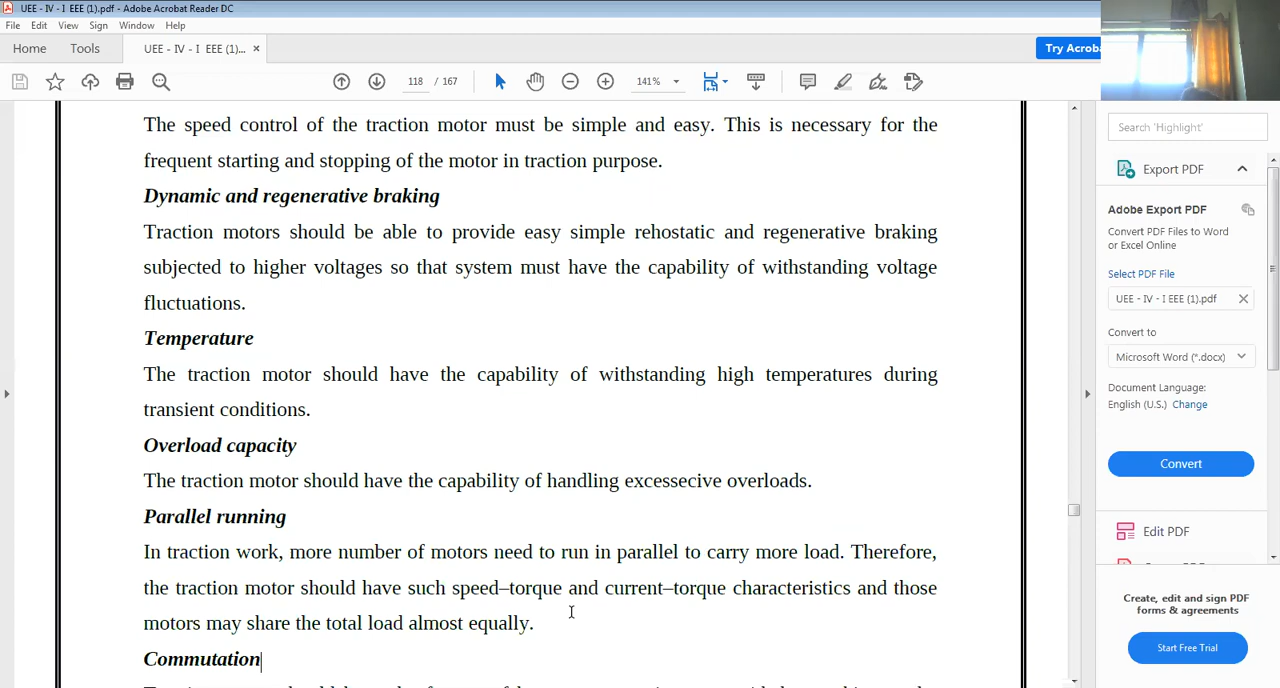 UEE - IV - I EEE (1).pdf - Adobe Acrobat Reader DC
File Edit View Sign Window Help
Home Tools UEE - IV - I EEE (1)... × Try Acroba
118 / 167 141%
The speed control of the traction motor must be simple and easy. This is necessary for the
frequent starting and stopping of the motor in traction purpose.
Dynamic and regenerative braking
Traction motors should be able to provide easy simple rehostatic and regenerative braking
subjected to higher voltages so that system must have the capability of withstanding voltage
fluctuations.
Temperature
The traction motor should have the capability of withstanding high temperatures during
transient conditions.
Overload capacity
The traction motor should have the capability of handling excessecive overloads.
Parallel running
In traction work, more number of motors need to run in parallel to carry more load. Therefore,
the traction motor should have such speed–torque and current–torque characteristics and those
motors may share the total load almost equally.
Commutation
Search 'Highlight'
Export PDF
Adobe Export PDF
Convert PDF Files to Word
or Excel Online
Select PDF File
UEE - IV - I EEE (1).pdf
Convert to
Microsoft Word (*.docx)
Document Language:
English (U.S.) Change
Convert
Edit PDF
Create, edit and sign PDF
forms & agreements
Start Free Trial